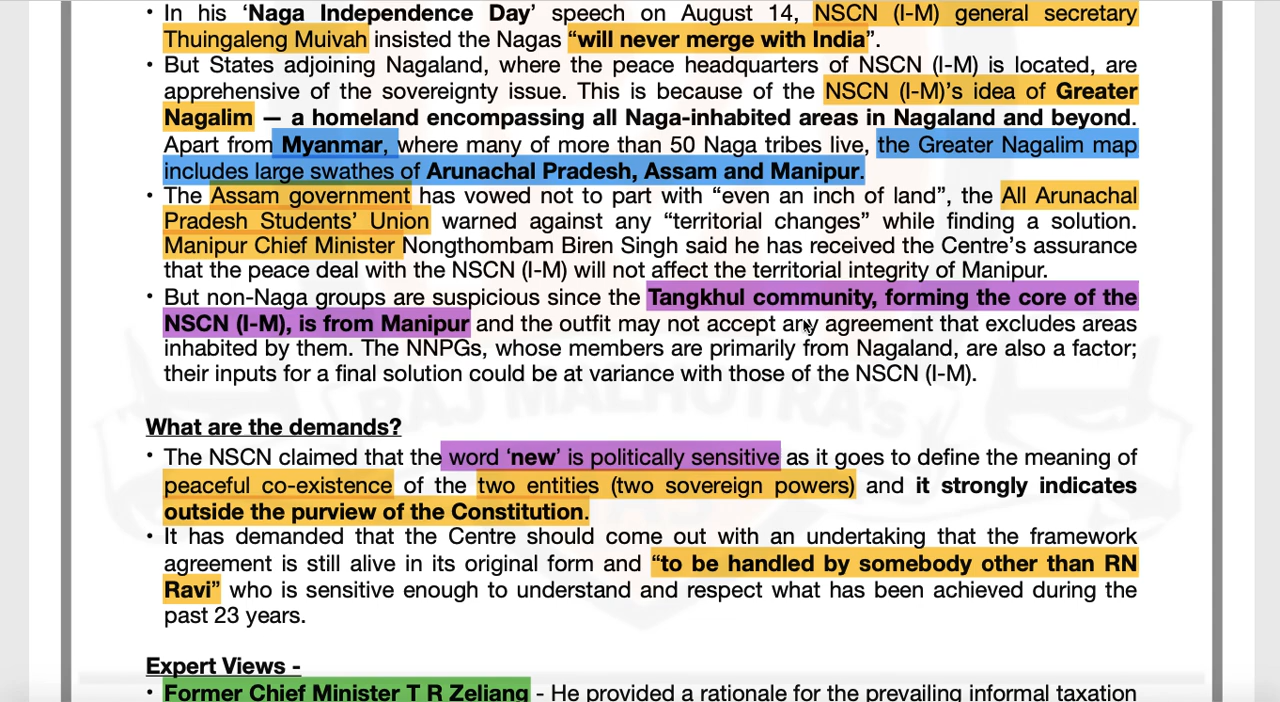 • In his ‘Naga Independence Day’ speech on August 14, NSCN (I-M) general secretary
Thuingaleng Muivah insisted the Nagas “will never merge with India”.
• But States adjoining Nagaland, where the peace headquarters of NSCN (I-M) is located, are
apprehensive of the sovereignty issue. This is because of the NSCN (I-M)’s idea of Greater
Nagalim — a homeland encompassing all Naga-inhabited areas in Nagaland and beyond.
Apart from Myanmar, where many of more than 50 Naga tribes live, the Greater Nagalim map
includes large swathes of Arunachal Pradesh, Assam and Manipur.
• The Assam government has vowed not to part with “even an inch of land”, the All Arunachal
Pradesh Students’ Union warned against any “territorial changes” while finding a solution.
Manipur Chief Minister Nongthombam Biren Singh said he has received the Centre’s assurance
that the peace deal with the NSCN (I-M) will not affect the territorial integrity of Manipur.
• But non-Naga groups are suspicious since the Tangkhul community, forming the core of the
NSCN (I-M), is from Manipur and the outfit may not accept any agreement that excludes areas
inhabited by them. The NNPGs, whose members are primarily from Nagaland, are also a factor;
their inputs for a final solution could be at variance with those of the NSCN (I-M).
RAJ MALHOTRA's
What are the demands?
• The NSCN claimed that the word ‘new’ is politically sensitive as it goes to define the meaning of
peaceful co-existence of the two entities (two sovereign powers) and it strongly indicates
outside the purview of the Constitution.
• It has demanded that the Centre should come out with an undertaking that the framework
agreement is still alive in its original form and “to be handled by somebody other than RN
Ravi” who is sensitive enough to understand and respect what has been achieved during the
past 23 years.
Expert Views -
• Former Chief Minister T R Zeliang - He provided a rationale for the prevailing informal taxation